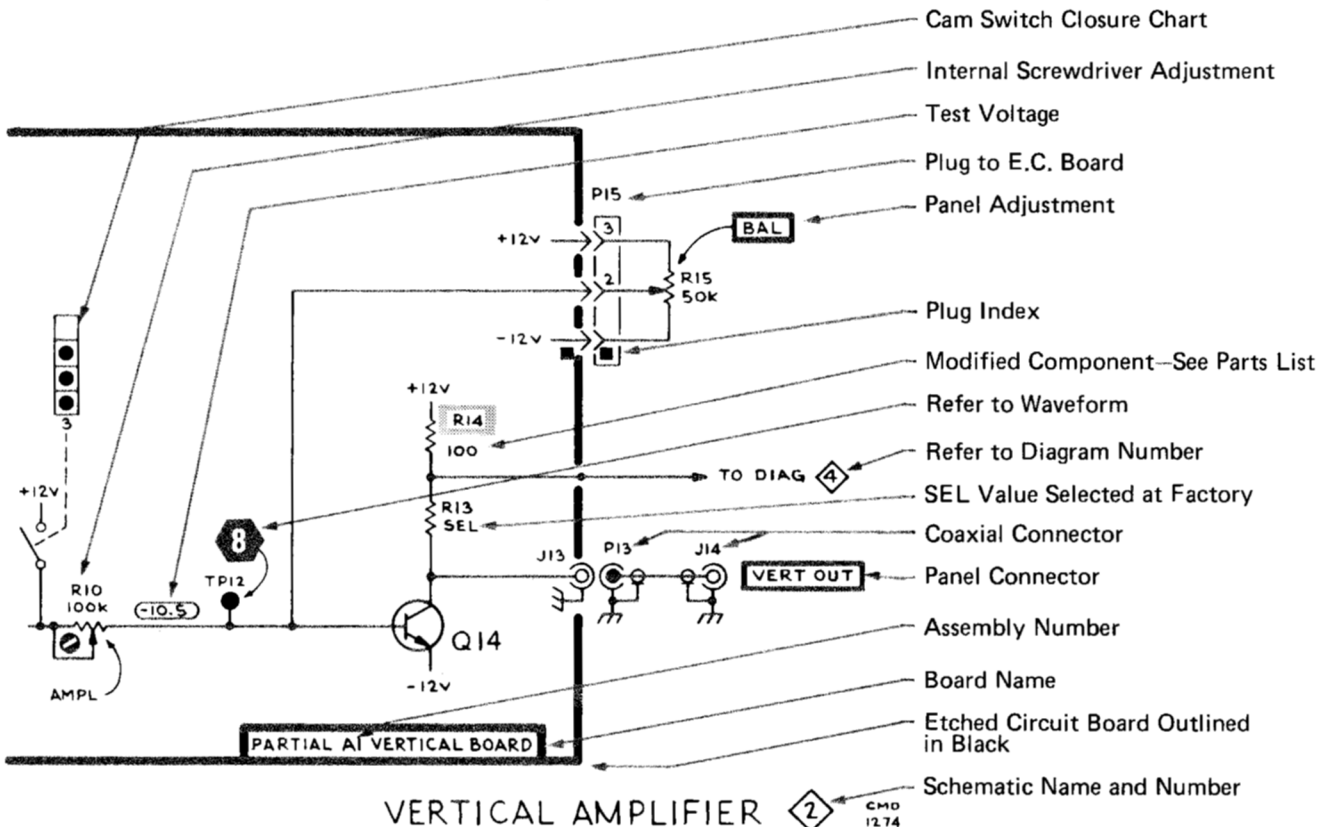 Cam Switch Closure Chart
Internal Screwdriver Adjustment
Test Voltage
Plug to E.C. Board
Panel Adjustment
Plug Index
Modified Component—See Parts List
Refer to Waveform
Refer to Diagram Number
SEL Value Selected at Factory
Coaxial Connector
Panel Connector
Assembly Number
Board Name
Etched Circuit Board Outlined
in Black
Schematic Name and Number
P15
+12V
3
BAL
2
R15
50K
-12V
3
+12V
R14
100
TO DIAG 4
R13
SEL
+12V
8
J13
P13
J14
VERT OUT
R10
100K
-10.5
TP12
Q14
AMPL
-12V
PARTIAL A1 VERTICAL BOARD
VERTICAL AMPLIFIER 2
CMD
1274